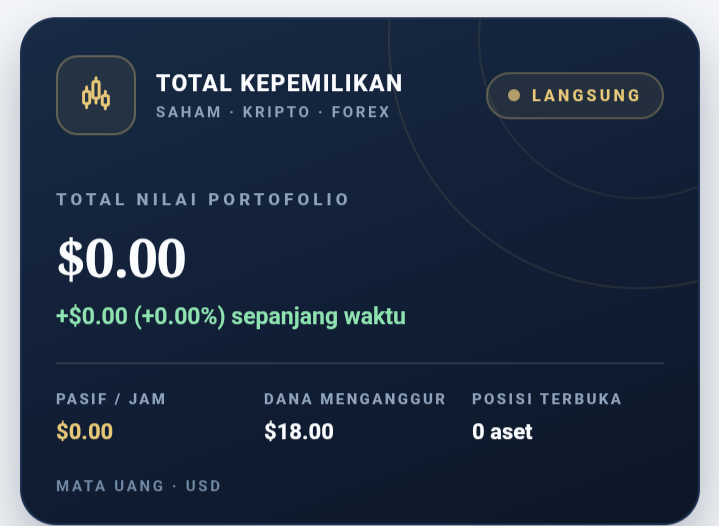 TOTAL KEPEMILIKAN
SAHAM · KRIPTO · FOREX
LANGSUNG
TOTAL NILAI PORTOFOLIO
$0.00
+$0.00 (+0.00%) sepanjang waktu
PASIF / JAM
$0.00
DANA MENGANGGUR
$18.00
POSISI TERBUKA
0 aset
MATA UANG · USD